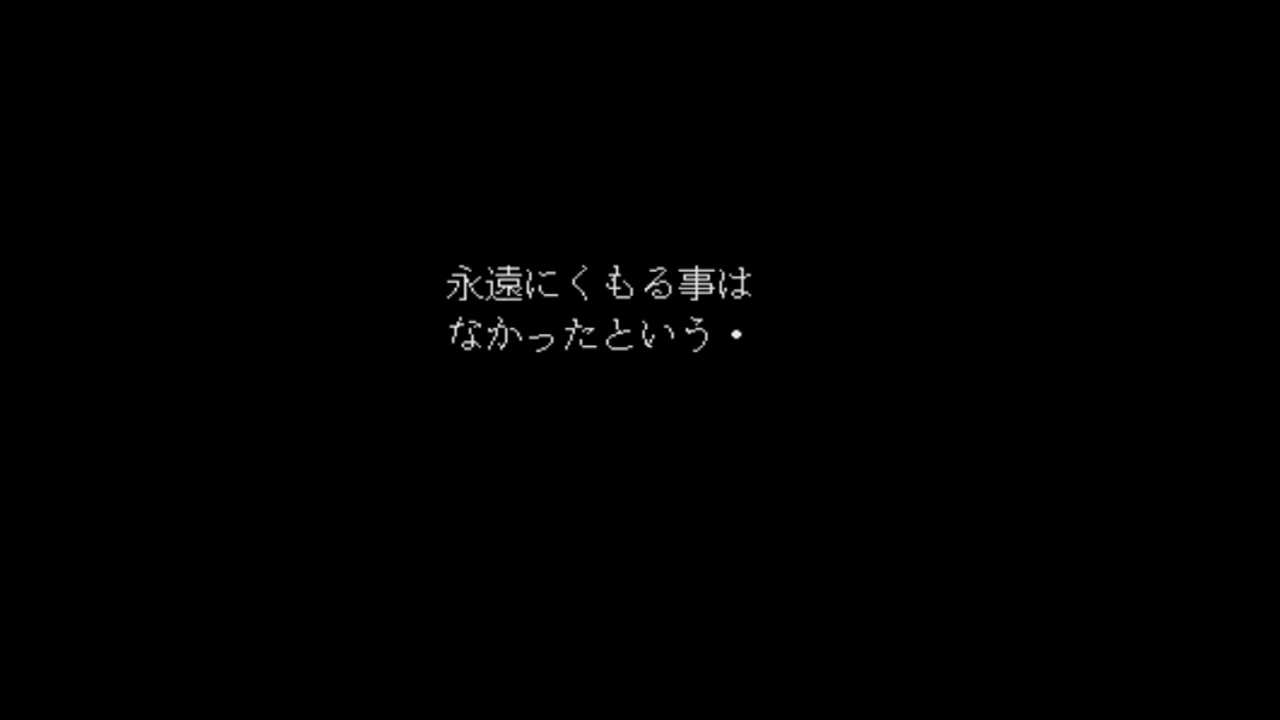 永遠にくもる事は
なかったという・